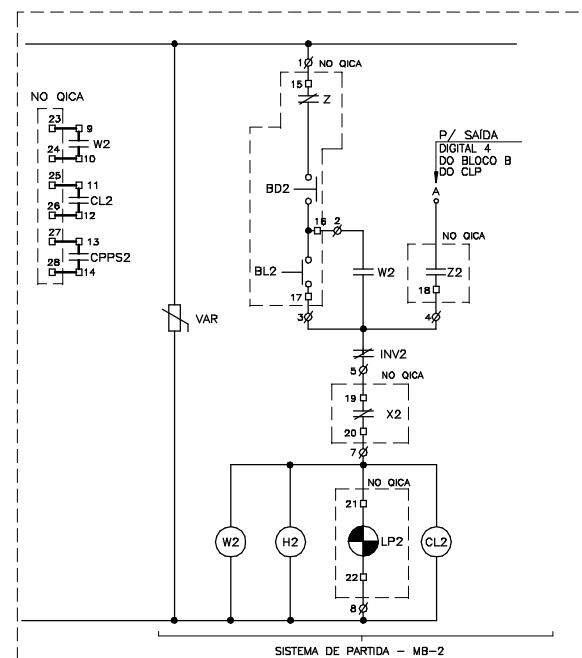 1 NO QICA
15 Z
NO QICA
23 9
W2
24 10
25 11
CL2
26 12
27 13
CPPS2
28 14
P/ SAÍDA
DIGITAL 4
DO BLOCO B
DO CLP
A
BD2
16 2
NO QICA
BL2
W2
Z2
17
18
3
4
VAR
INV2
5 NO QICA
19
X2
20
7
NO QICA
21
W2 H2 LP2 CL2
22
8
SISTEMA DE PARTIDA – MB-2